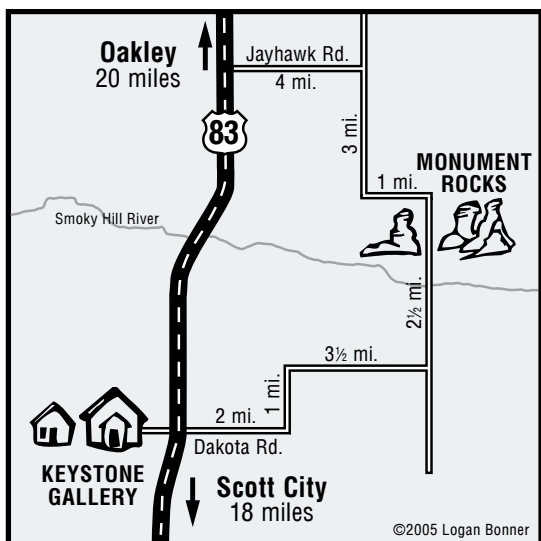 Oakley
20 miles
Jayhawk Rd.
4 mi.
83
3 mi.
MONUMENT
ROCKS
1 mi.
Smoky Hill River
2½ mi.
3½ mi.
1 mi.
2 mi.
Dakota Rd.
KEYSTONE
GALLERY
Scott City
18 miles
©2005 Logan Bonner